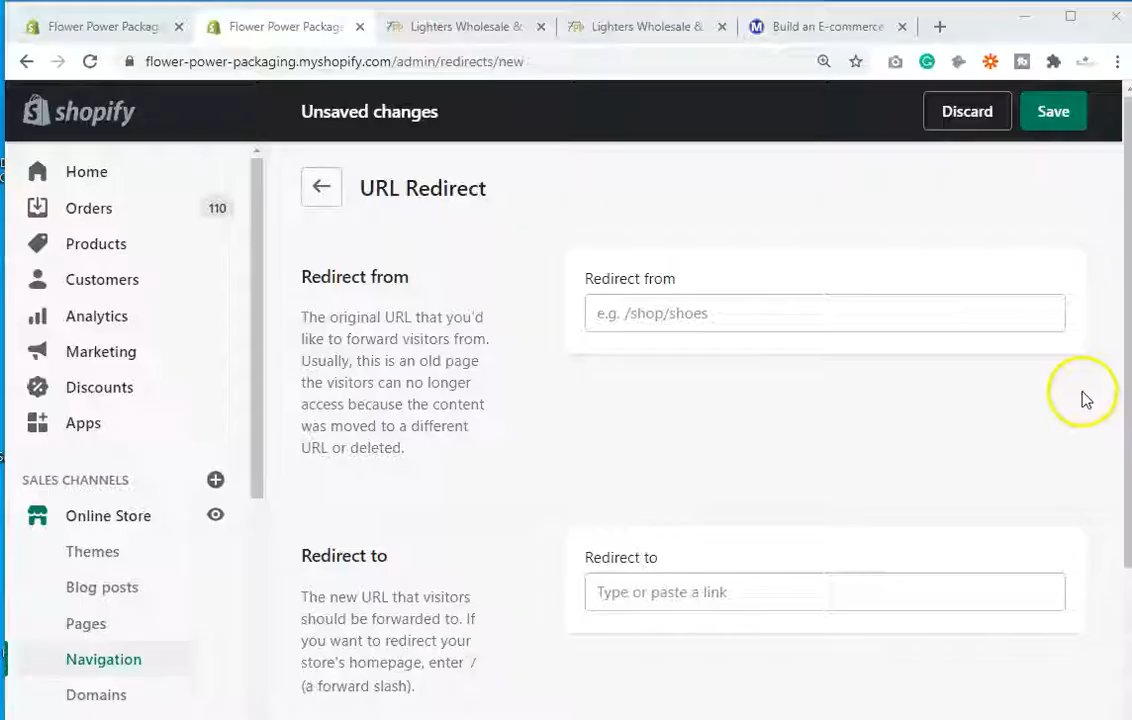 Flower Power Packag
Flower Power Package
Lighters Wholesale &
Lighters Wholesale &
Build an E-commerce
flower-power-packaging.myshopify.com/admin/redirects/new
shopify
Unsaved changes
Discard
Save
Home
Orders
110
Products
Customers
Analytics
Marketing
Discounts
Apps
SALES CHANNELS
Online Store
Themes
Blog posts
Pages
Navigation
Domains
URL Redirect
Redirect from
The original URL that you'd
like to forward visitors from.
Usually, this is an old page
the visitors can no longer
access because the content
was moved to a different
URL or deleted.
Redirect from
e.g. /shop/shoes
Redirect to
The new URL that visitors
should be forwarded to. If
you want to redirect your
store's homepage, enter /
(a forward slash).
Redirect to
Type or paste a link